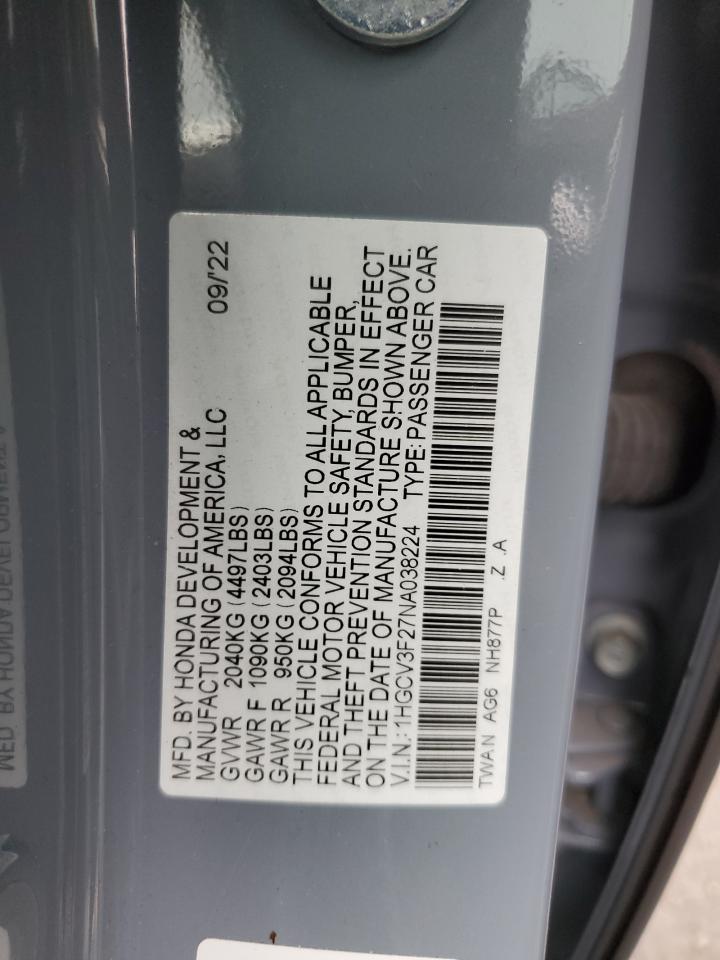 MFD. BY HONDA DEVELOPMENT &
MANUFACTURING OF AMERICA, LLC 09/'22
GVWR 2040KG (4497LBS)
GAWR F 1090KG (2403LBS)
GAWR R 950KG (2094LBS)
THIS VEHICLE CONFORMS TO ALL APPLICABLE
FEDERAL MOTOR VEHICLE SAFETY, BUMPER,
AND THEFT PREVENTION STANDARDS IN EFFECT
ON THE DATE OF MANUFACTURE SHOWN ABOVE.
V.I.N.: 1HGCV3F27NA038224 TYPE: PASSENGER CAR
TWAN AG6 NH877P .Z .A